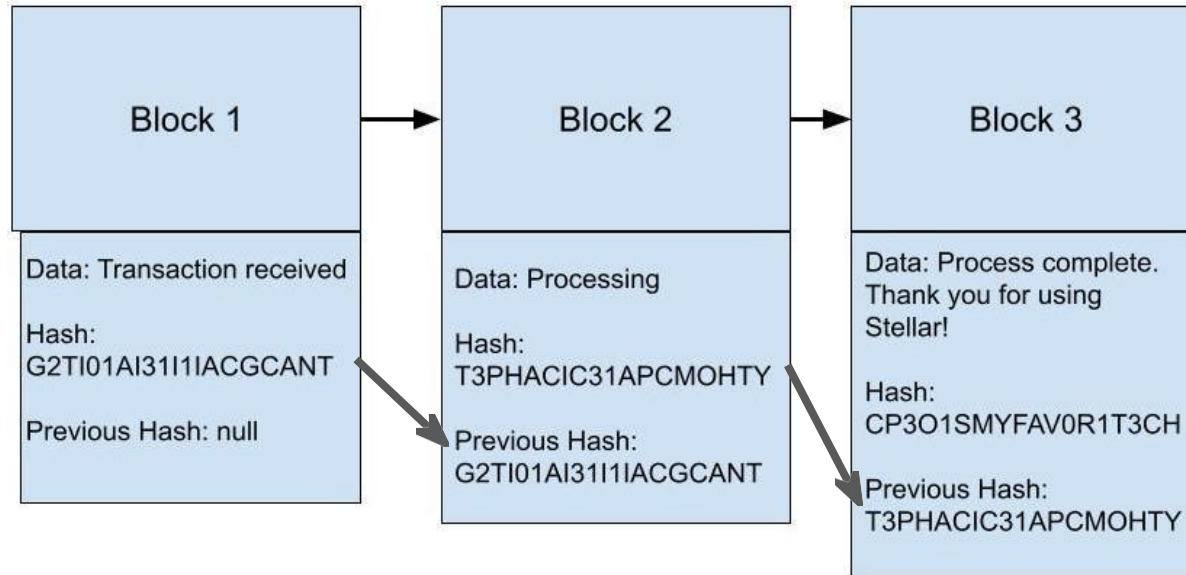 Block 1
Data: Transaction received
Hash:
G2TI01AI31I1IACGCANT
Previous Hash: null
Block 2
Data: Processing
Hash:
T3PHACIC31APCMOHTY
Previous Hash:
G2TI01AI31I1IACGCANT
Block 3
Data: Process complete.
Thank you for using
Stellar!
Hash:
CP3O1SMYFAV0R1T3CH
Previous Hash:
T3PHACIC31APCMOHTY